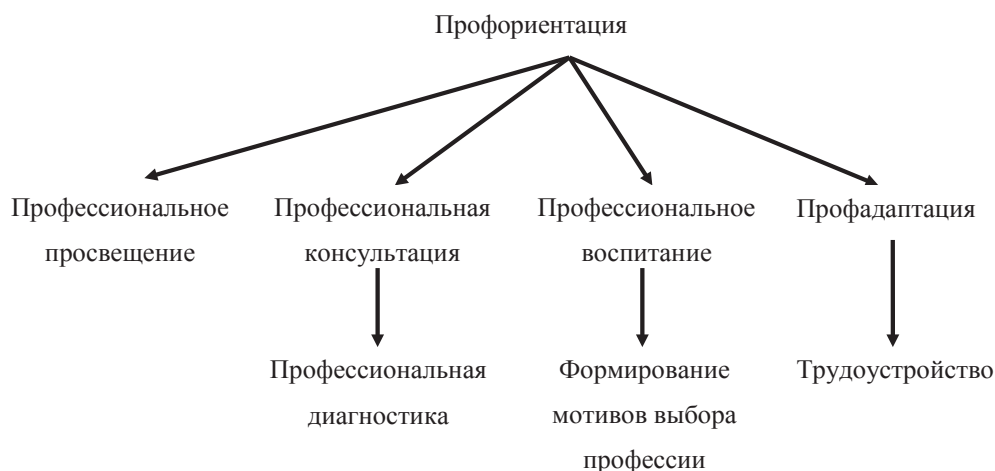 Профориентация
Профессиональное
просвещение
Профессиональная
консультация
Профессиональное
воспитание
Профадаптация
Профессиональная
диагностика
Формирование
мотивов выбора
профессии
Трудоустройство